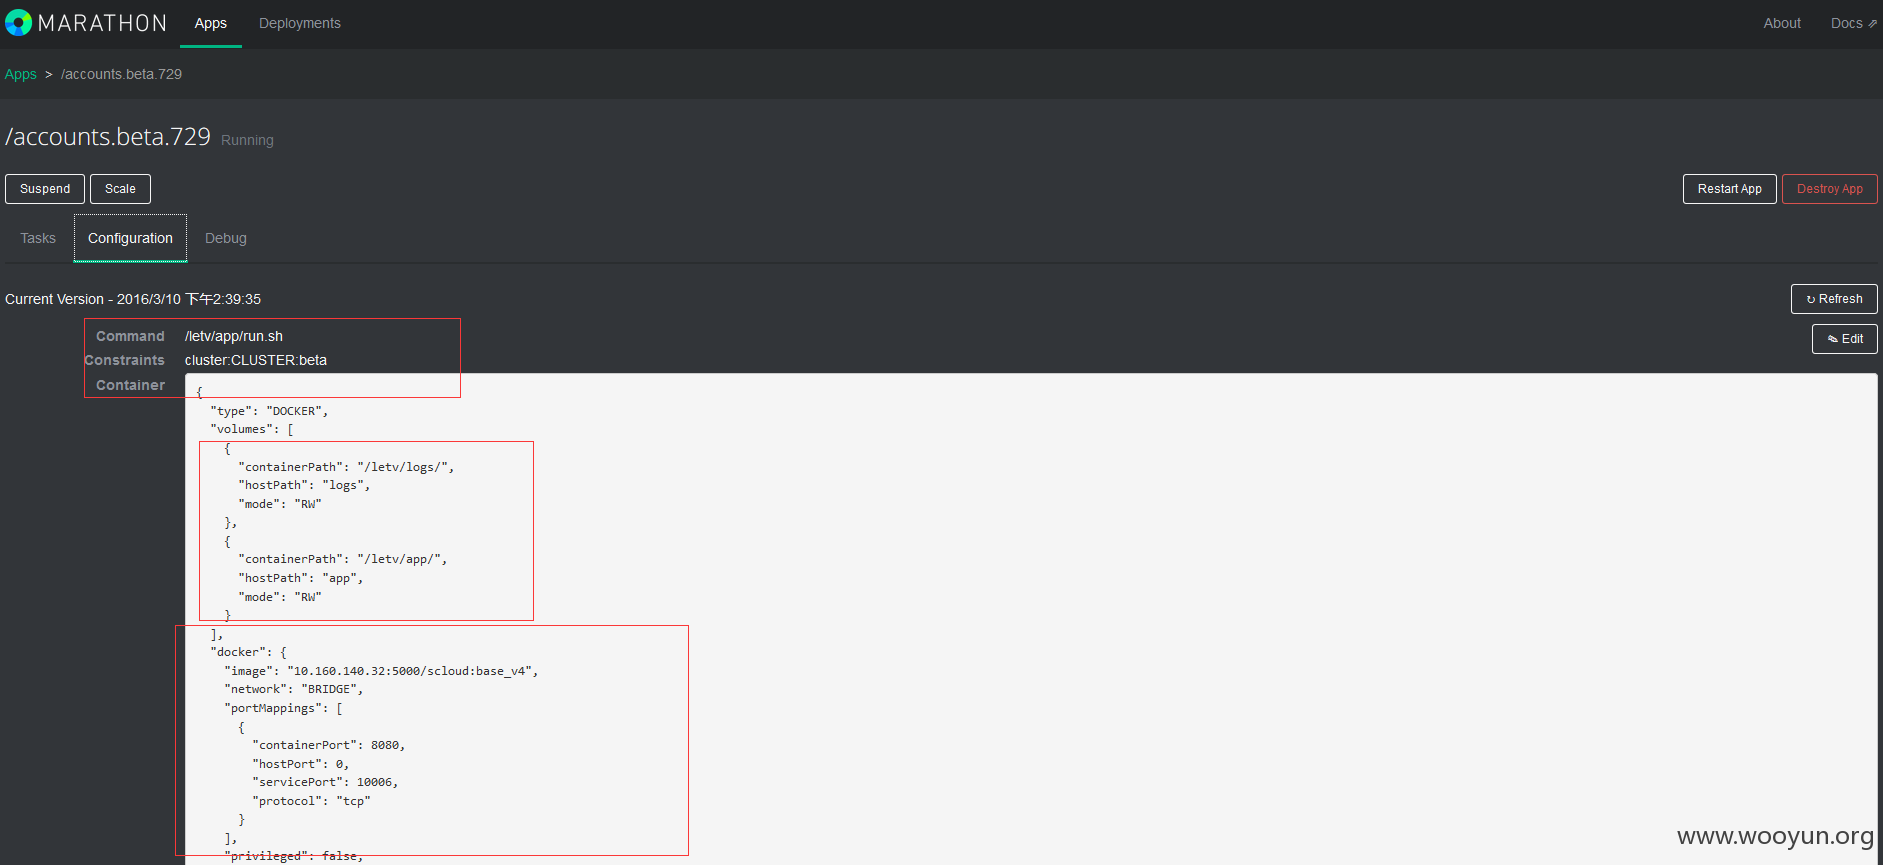 MARATHON Apps Deployments About Docs
Apps > /accounts.beta.729
/accounts.beta.729 Running
Suspend Scale Restart App Destroy App
Tasks Configuration Debug
Current Version - 2016/3/10 下午2:39:35 Refresh
Command /letv/app/run.sh Edit
Constraints cluster:CLUSTER:beta
Container
{
"type": "DOCKER",
"volumes": [
{
"containerPath": "/letv/logs/",
"hostPath": "logs",
"mode": "RW"
},
{
"containerPath": "/letv/app/",
"hostPath": "app",
"mode": "RW"
}
],
"docker": {
"image": "10.160.140.32:5000/scloud:base_v4",
"network": "BRIDGE",
"portMappings": [
{
"containerPort": 8080,
"hostPort": 0,
"servicePort": 10006,
"protocol": "tcp"
}
],
"privileged": false,
www.wooyun.org